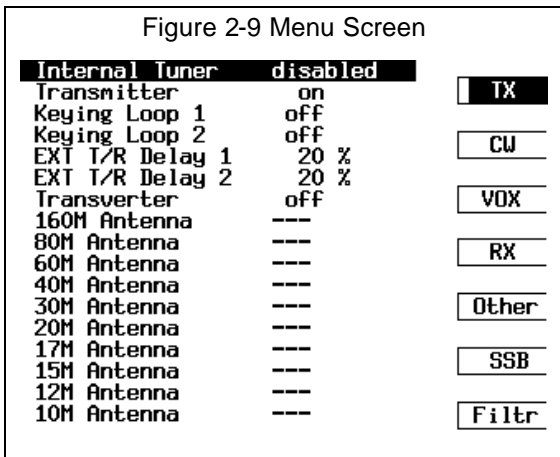 Figure 2-9 Menu Screen
Internal Tuner disabled
Transmitter on
Keying Loop 1 off
Keying Loop 2 off
EXT T/R Delay 1 20 %
EXT T/R Delay 2 20 %
Transverter off
160M Antenna ---
80M Antenna ---
60M Antenna ---
40M Antenna ---
30M Antenna ---
20M Antenna ---
17M Antenna ---
15M Antenna ---
12M Antenna ---
10M Antenna ---
TX
CW
VOX
RX
Other
SSB
Filtr